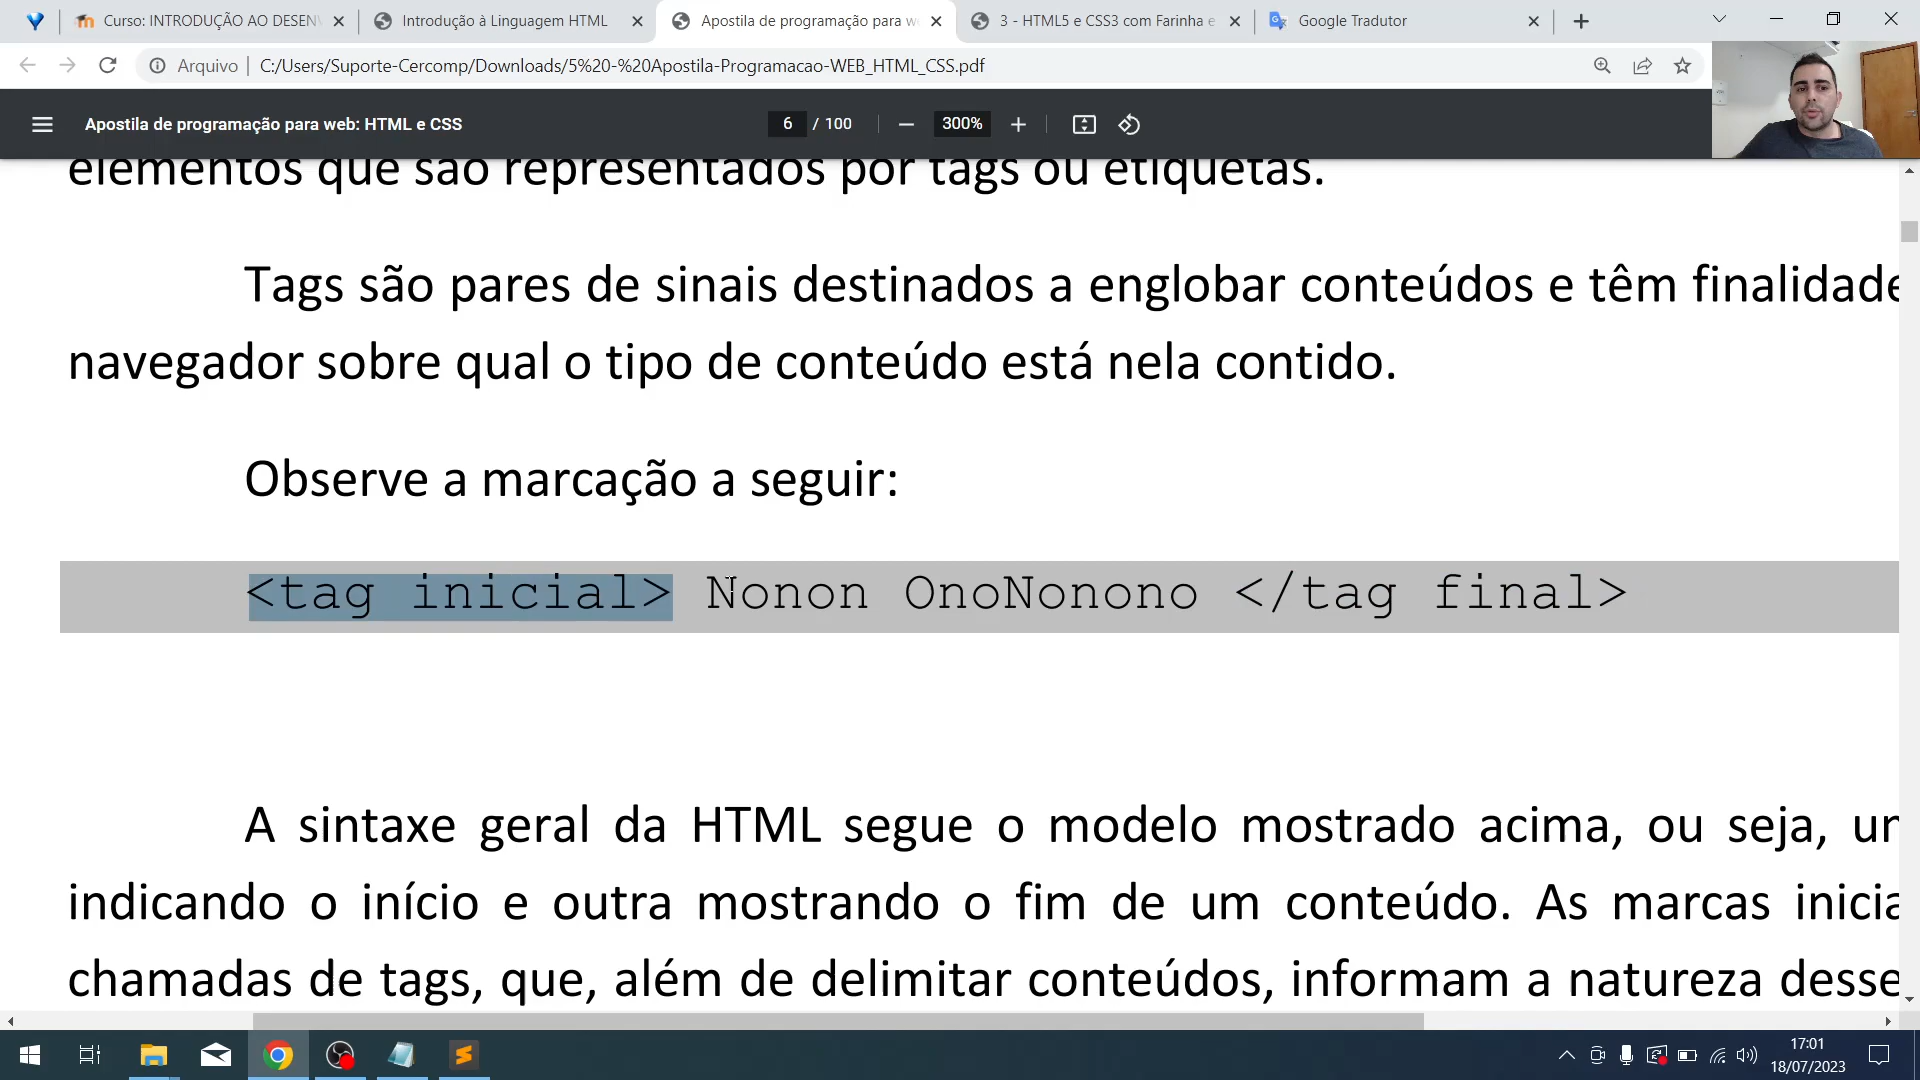 Curso: INTRODUÇÃO AO DESEN
Introdução à Linguagem HTML
Apostila de programação para w
3 - HTML5 e CSS3 com Farinha e
Google Tradutor
Arquivo
C:/Users/Suporte-Cercomp/Downloads/5%20-%20Apostila-Programacao-WEB_HTML_CSS.pdf
Apostila de programação para web: HTML e CSS
6 / 100
300%
elementos que são representados por tags ou etiquetas.
Tags são pares de sinais destinados a englobar conteúdos e têm finalidade
navegador sobre qual o tipo de conteúdo está nela contido.
Observe a marcação a seguir:
<tag inicial> Nonon OnoNonono </tag final>
A sintaxe geral da HTML segue o modelo mostrado acima, ou seja,
indicando o início e outra mostrando o fim de um conteúdo. As marcas inicia
chamadas de tags, que, além de delimitar conteúdos, informam a natureza desse
17:01
18/07/2023